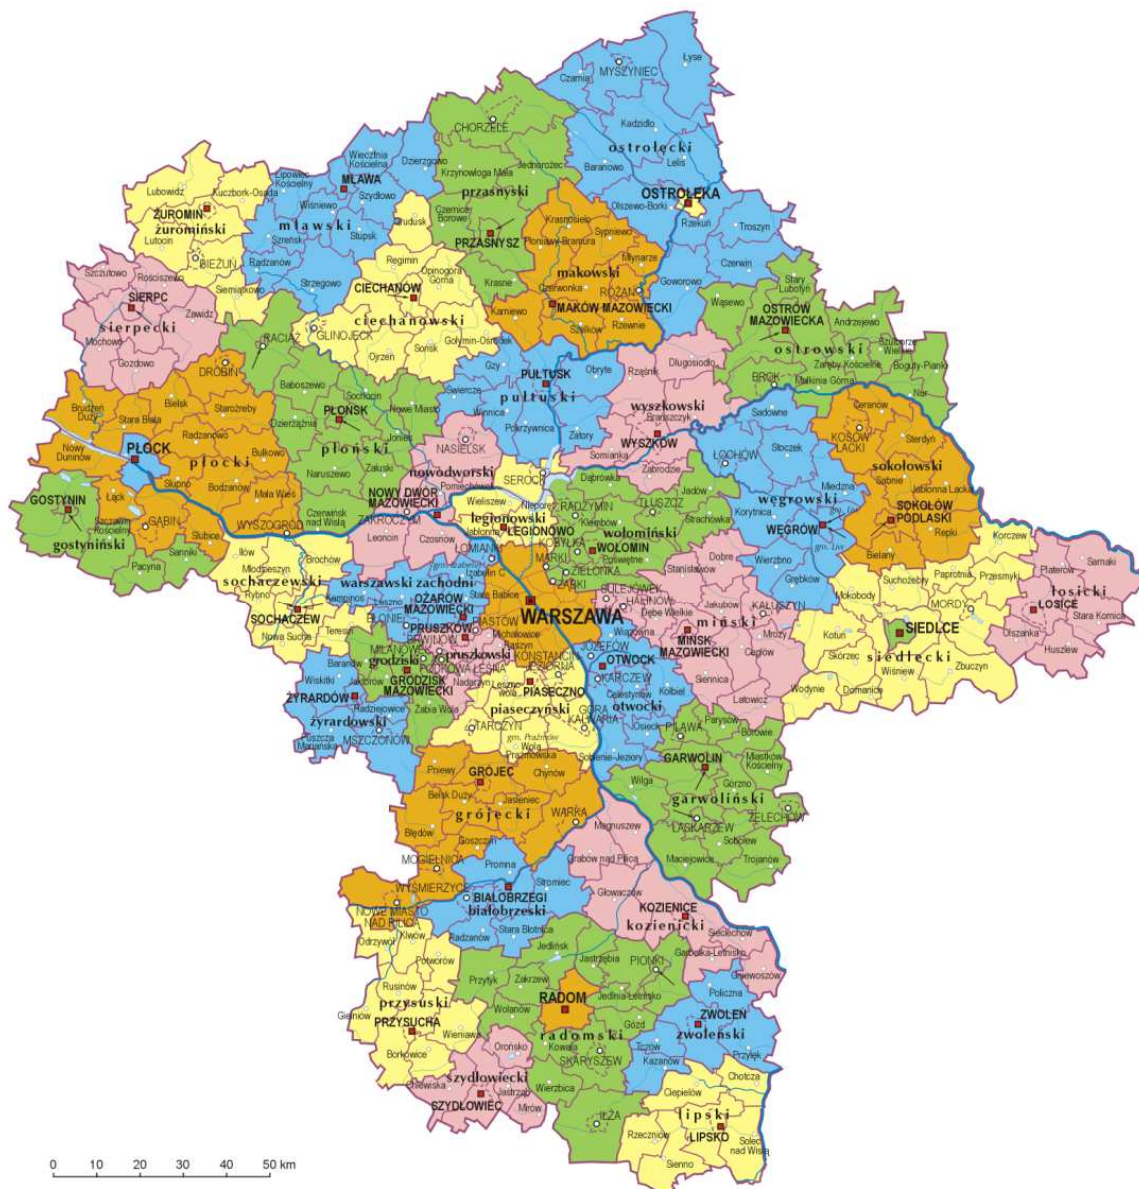 Łyse
MYSZYNIEC
Czarnia
Kadzidło
ostrołęcki
Lelis
Baranowo
CHORZELE
Jednorożec
Krzynowłoga Mała
przasnyski
Czernice
Borowe
PRZASNYSZ
Krasne
Wieczfnia
Kościelna
Dzierzgowo
Lipowiec
Kościelny
MŁAWA
Szydłowo
Wiśniewo
mławski
Szreńsk
Stupsk
Radzanów
Strzegowo
Lubowidz
Kuczbork-Osada
ŻUROMIN
żuromiński
Lutocin
BIEŻUŃ
Siemiątkowo
OSTROŁĘKA
Olszewo-Borki
Rzekuń
Troszyn
Czerwin
Goworowo
Krasnosielc
Sypniewo
Płoniawy-Bramura
Młynarze
makowski
Czerwonka
RÓŻAN
MAKÓW MAZOWIECKI
Karniewo
Szelków
Rzewnie
Grudusk
Regimin
Opinogóra
Górna
CIECHANÓW
ciechanowski
GLINOJECK
Gołymin-Ośrodek
Sońsk
Ojrzeń
Szczutowo
Rościszewo
SIERPC
Zawidz
sierpecki
Mochowo
Gozdowo
Stary
Lubotyń
Wąsewo
OSTRÓW
MAZOWIECKA
Andrzejewo
ostrowski
Szulborze
Wielkie
Zaręby Kościelne
Boguty-Pianki
BROK
Małkinia Górna
Nur
RACIĄŻ
Baboszewo
Sochocin
PŁOŃSK
Nowe Miasto
Dzierzążnia
Joniec
płoński
Załuski
Naruszewo
Czerwińsk
nad Wisłą
DROBIN
Brudzeń
Duży
Bielsk
Stara Biała
Staroźreby
Radzanowo
Nowy
Duninów
PŁOCK
Bulkowo
płocki
Słupno
Bodzanów
Mała Wieś
Łąck
GĄBIN
WYSZOGRÓD
Słubice
GOSTYNIN
Szczawin
Kościelny
gostyniński
Sanniki
Pacyna
Gzy
PUŁTUSK
Obryte
Świercze
pułtuski
Winnica
Pokrzywnica
Zatory
Długosiodło
Rząśnik
wyszkowski
Brańszczyk
WYSZKÓW
Somianka
Zabrodzie
NASIELSK
nowodworski
Pomiechówek
NOWY DWÓR
MAZOWIECKI
ZAKROCZYM
Leoncin
Czosnów
SEROCK
Wieliszew
Nieporęt
legionowski
Jabłonna
LEGIONOWO
Dąbrówka
RADZYMIN
TŁUSZCZ
Jadów
Klembów
Strachówka
wołomiński
KOBYŁKA
WOŁOMIN
Poświętne
MARKI
ZIELONKA
ZĄBKI
Sadowne
ŁOCHÓW
Stoczek
węgrowski
Miedzna
Korytnica
gm. Liw
WĘGRÓW
Wierzbno
Grębków
Ceranów
KOSÓW
LACKI
Sterdyń
sokołowski
Sabnie
Jabłonna Lacka
SOKOŁÓW
PODLASKI
Repki
Bielany
Iłów
Brochów
Młodzieszyn
sochaczewski
Rybno
SOCHACZEW
Teresin
Nowa Sucha
ŁOMIANKI
gm. Izabelin
Izabelin C
warszawski zachodni
Kampinos
Leszno
Stare Babice
OŻARÓW
MAZOWIECKI
BŁONIE
WARSZAWA
PRUSZKÓW
PIASTÓW
Michałowice
Raszyn
BRWINÓW
pruszkowski
MILANÓWEK
PODKOWA LEŚNA
Nadarzyn
grodziski
Baranów
Jaktorów
GRODZISK
MAZOWIECKI
Żabia Wola
Wiskitki
ŻYRARDÓW
Radziejowice
żyrardowski
Puszcza
Mariańska
MSZCZONÓW
KONSTANCIN
JEZIORNA
Leszno-
wola
PIASECZNO
piaseczyński
GÓRA
KALWARIA
TARCZYN
gm. Prażmów
Wola
Prażmowska
Wiązowna
JÓZEFÓW
OTWOCK
KARCZEW
Celestynów
Kołbiel
otwocki
Osieck
Sobienie-Jeziory
Dobre
Stanisławów
SULEJÓWEK
HALINÓW
Jakubów
KAŁUSZYN
Dębe Wielkie
miński
MIŃSK
MAZOWIECKI
Mrozy
Cegłów
Siennica
Latowicz
Korczew
Paprotnia
Przesmyki
Suchożebry
Mokobody
MORDY
Kotuń
SIEDLCE
Skórzec
siedlecki
Zbuczyn
Wiśniew
Wodynie
Domanice
Sarnaki
Platerów
łosicki
ŁOSICE
Stara Kornica
Olszanka
Huszlew
Parysów
PILAWA
Borowie
Miastków
Kościelny
GARWOLIN
Wilga
Górzno
garwoliński
ŻELECHÓW
ŁASKARZEW
Sobolew
Maciejowice
Trojanów
Pniewy
GRÓJEC
Chynów
Belsk Duży
Jasieniec
grójecki
WARKA
Błędów
Goszczyn
MOGIELNICA
NOWE MIASTO
NAD PILICĄ
Promna
WYŚMIERZYCE
Stromiec
BIAŁOBRZEGI
białobrzeski
Radzanów
Stara Błotnica
Magnuszew
Grabów nad Pilicą
Głowaczów
KOZIENICE
kozienicki
Sieciechów
Garbatka-Letnisko
Gniewoszów
Klwów
Odrzywół
Potworów
Rusinów
przysuski
Gielniów
PRZYSUCHA
Wieniawa
Borkowice
Jedlińsk
Jastrzębia
PIONKI
Przytyk
Zakrzew
RADOM
Jedlnia-Letnisko
Wolanów
Gózd
radomski
Kowala
SKARYSZEW
Wierzbica
IŁŻA
Policzna
ZWOLEŃ
zwoleński
Tczów
Przyłęk
Kazanów
Orońsko
szydłowiecki
Chlewiska
Jastrząb
SZYDŁOWIEC
Mirów
Chotcza
Ciepielów
lipski
Rzeczniów
LIPSKO
Solec
nad Wisłą
Sienno
0 10 20 30 40 50 km